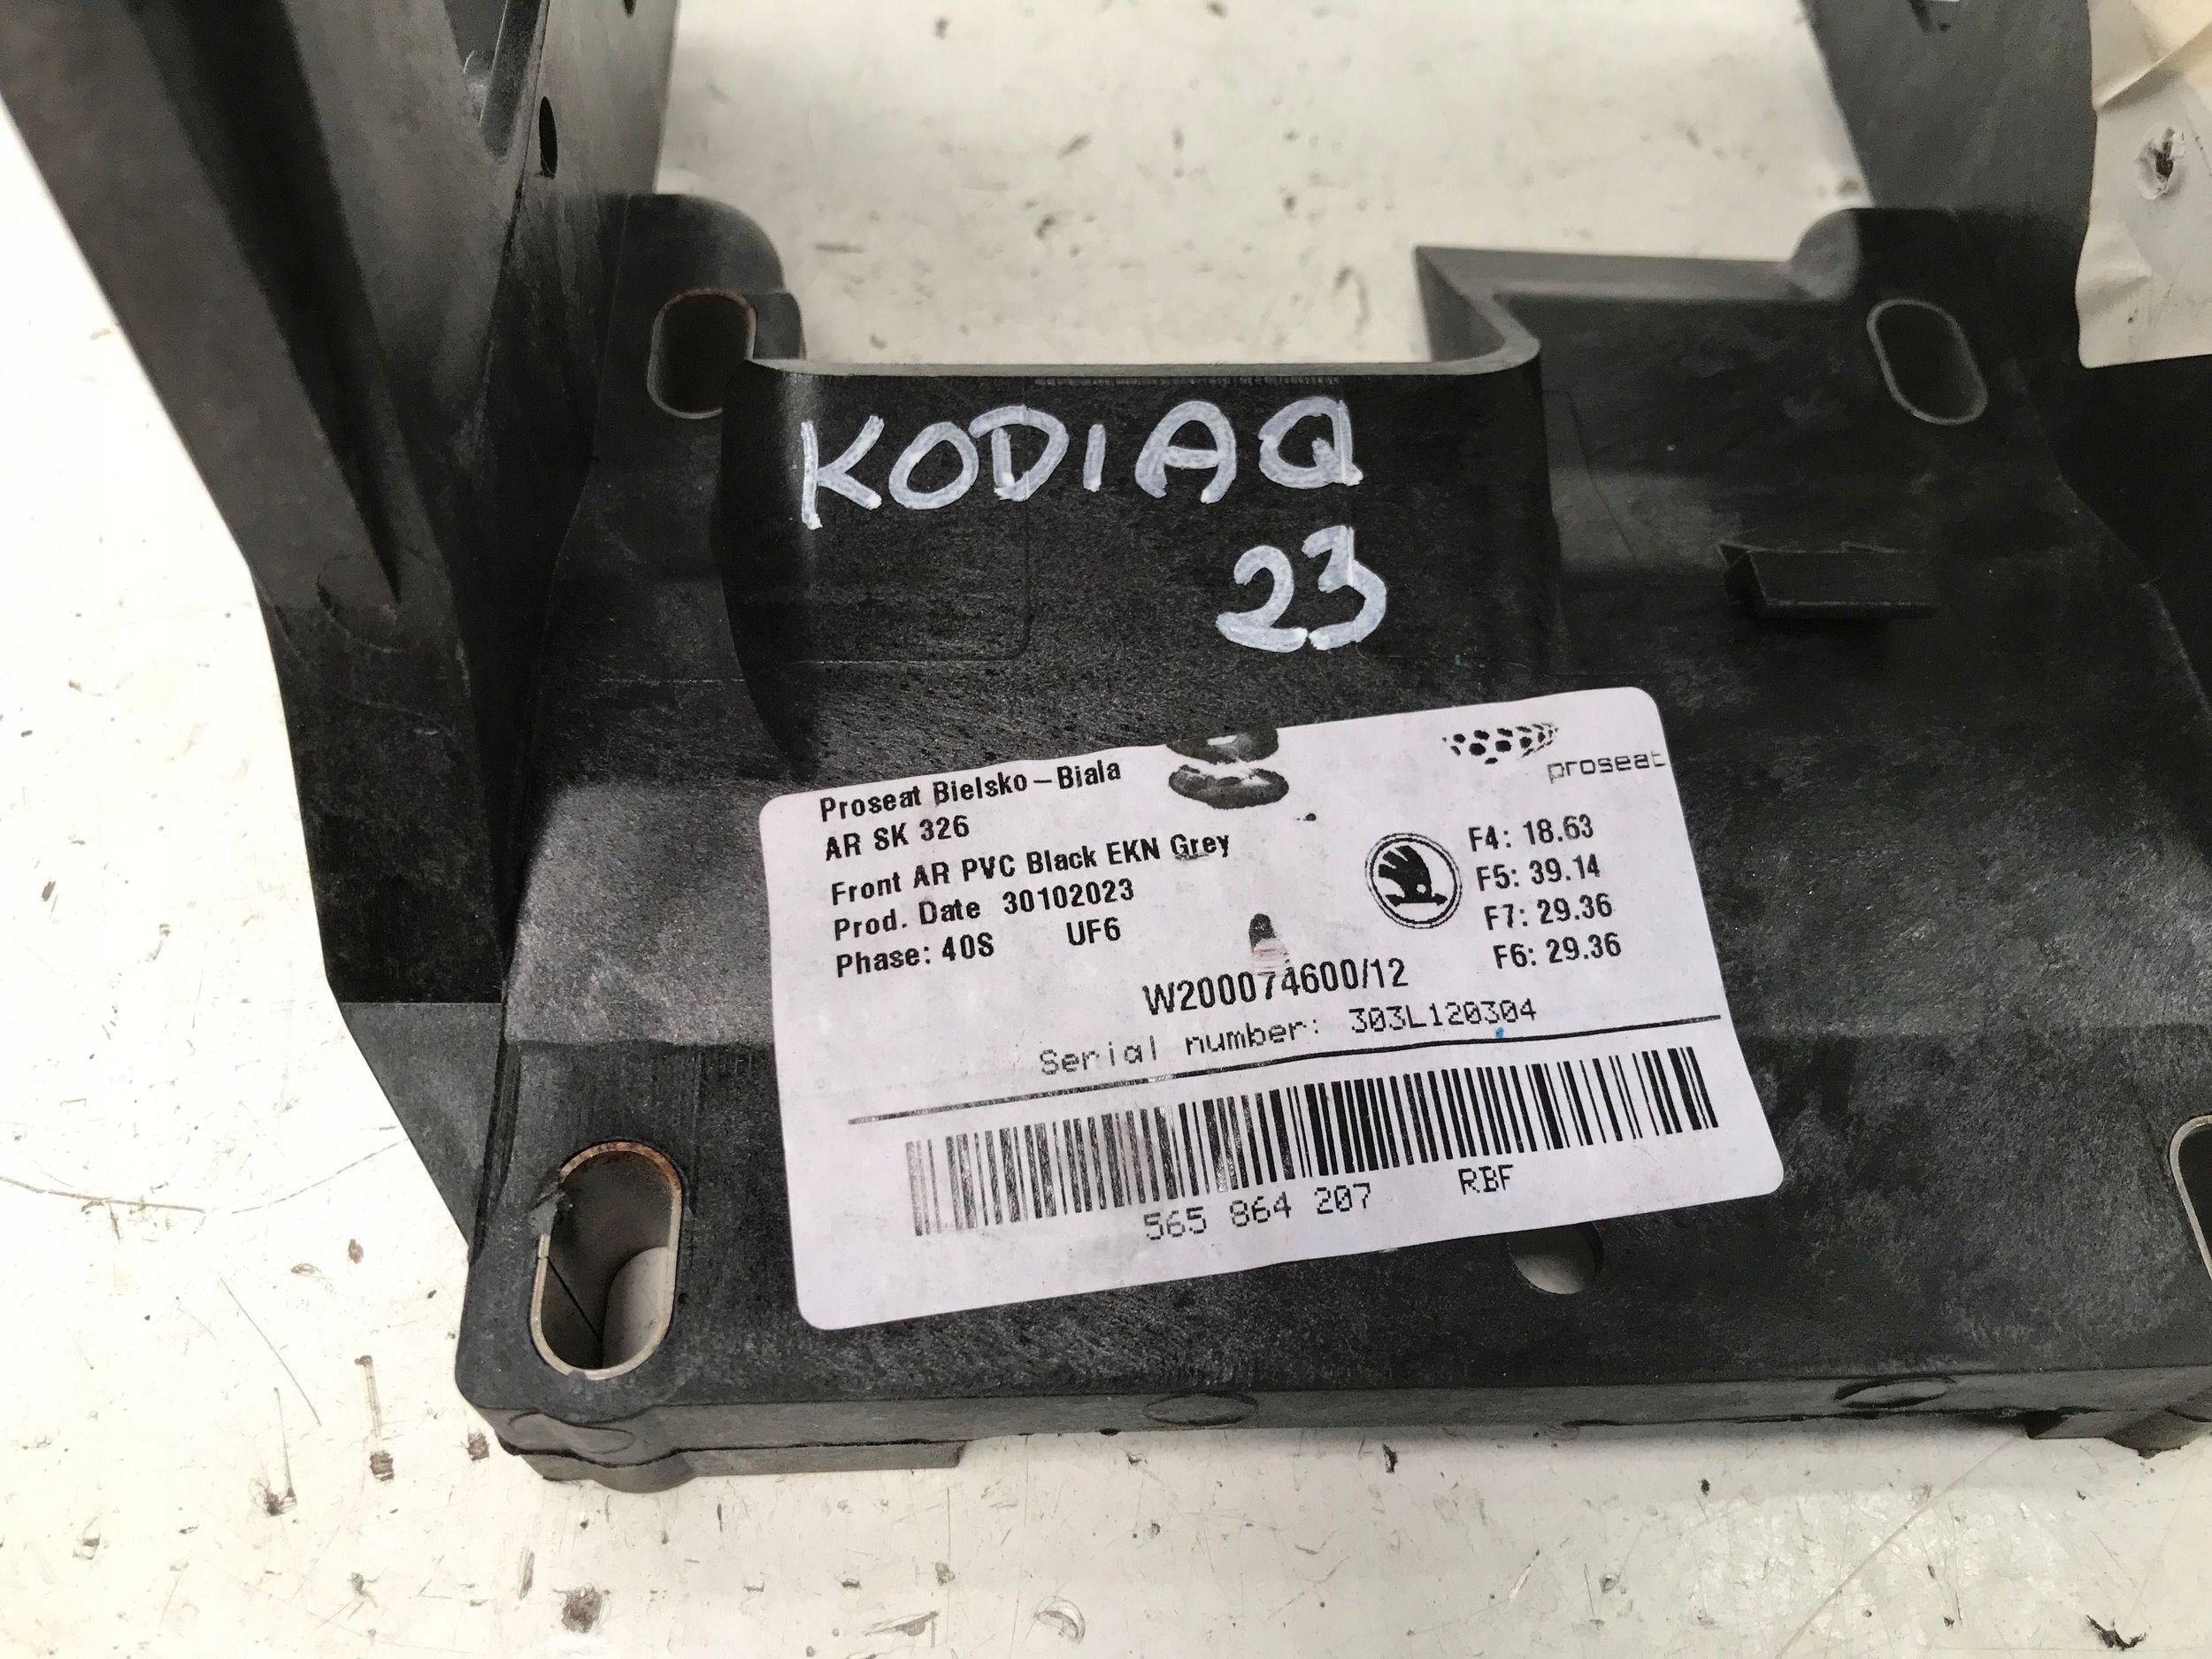 KODIAQ
23
proseat
Proseat Bielsko-Biala
AR SK 326
Front AR PVC Black EKN Grey
Prod. Date 30102023
Phase: 40S UF6
F4: 18.63
F5: 39.14
F7: 29.36
F6: 29.36
W200074600/12
Serial number: 303L120304
565 864 207 RBF